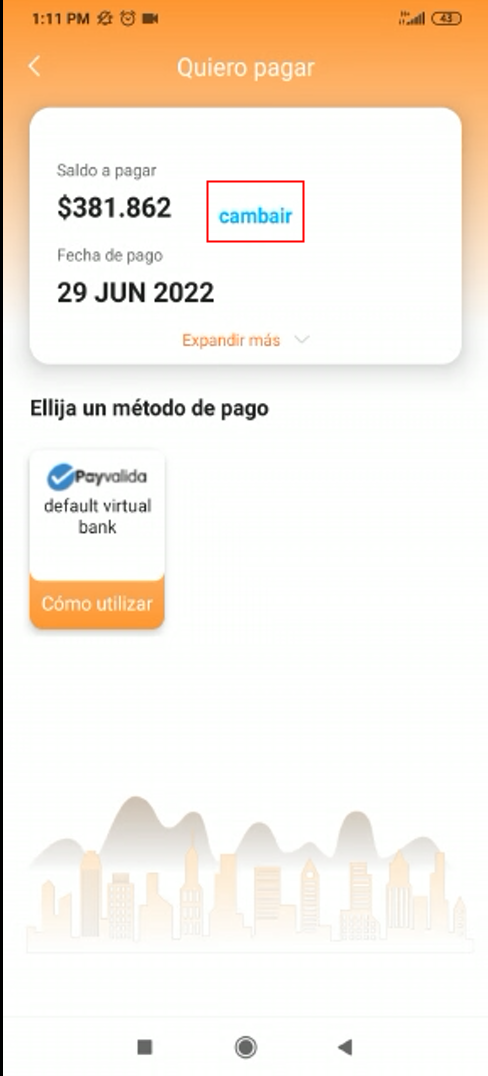 1:11 PM
43
Quiero pagar
Saldo a pagar
$381.862
cambair
Fecha de pago
29 JUN 2022
Expandir más
Ellija un método de pago
Payvalida
default virtual
bank
Cómo utilizar